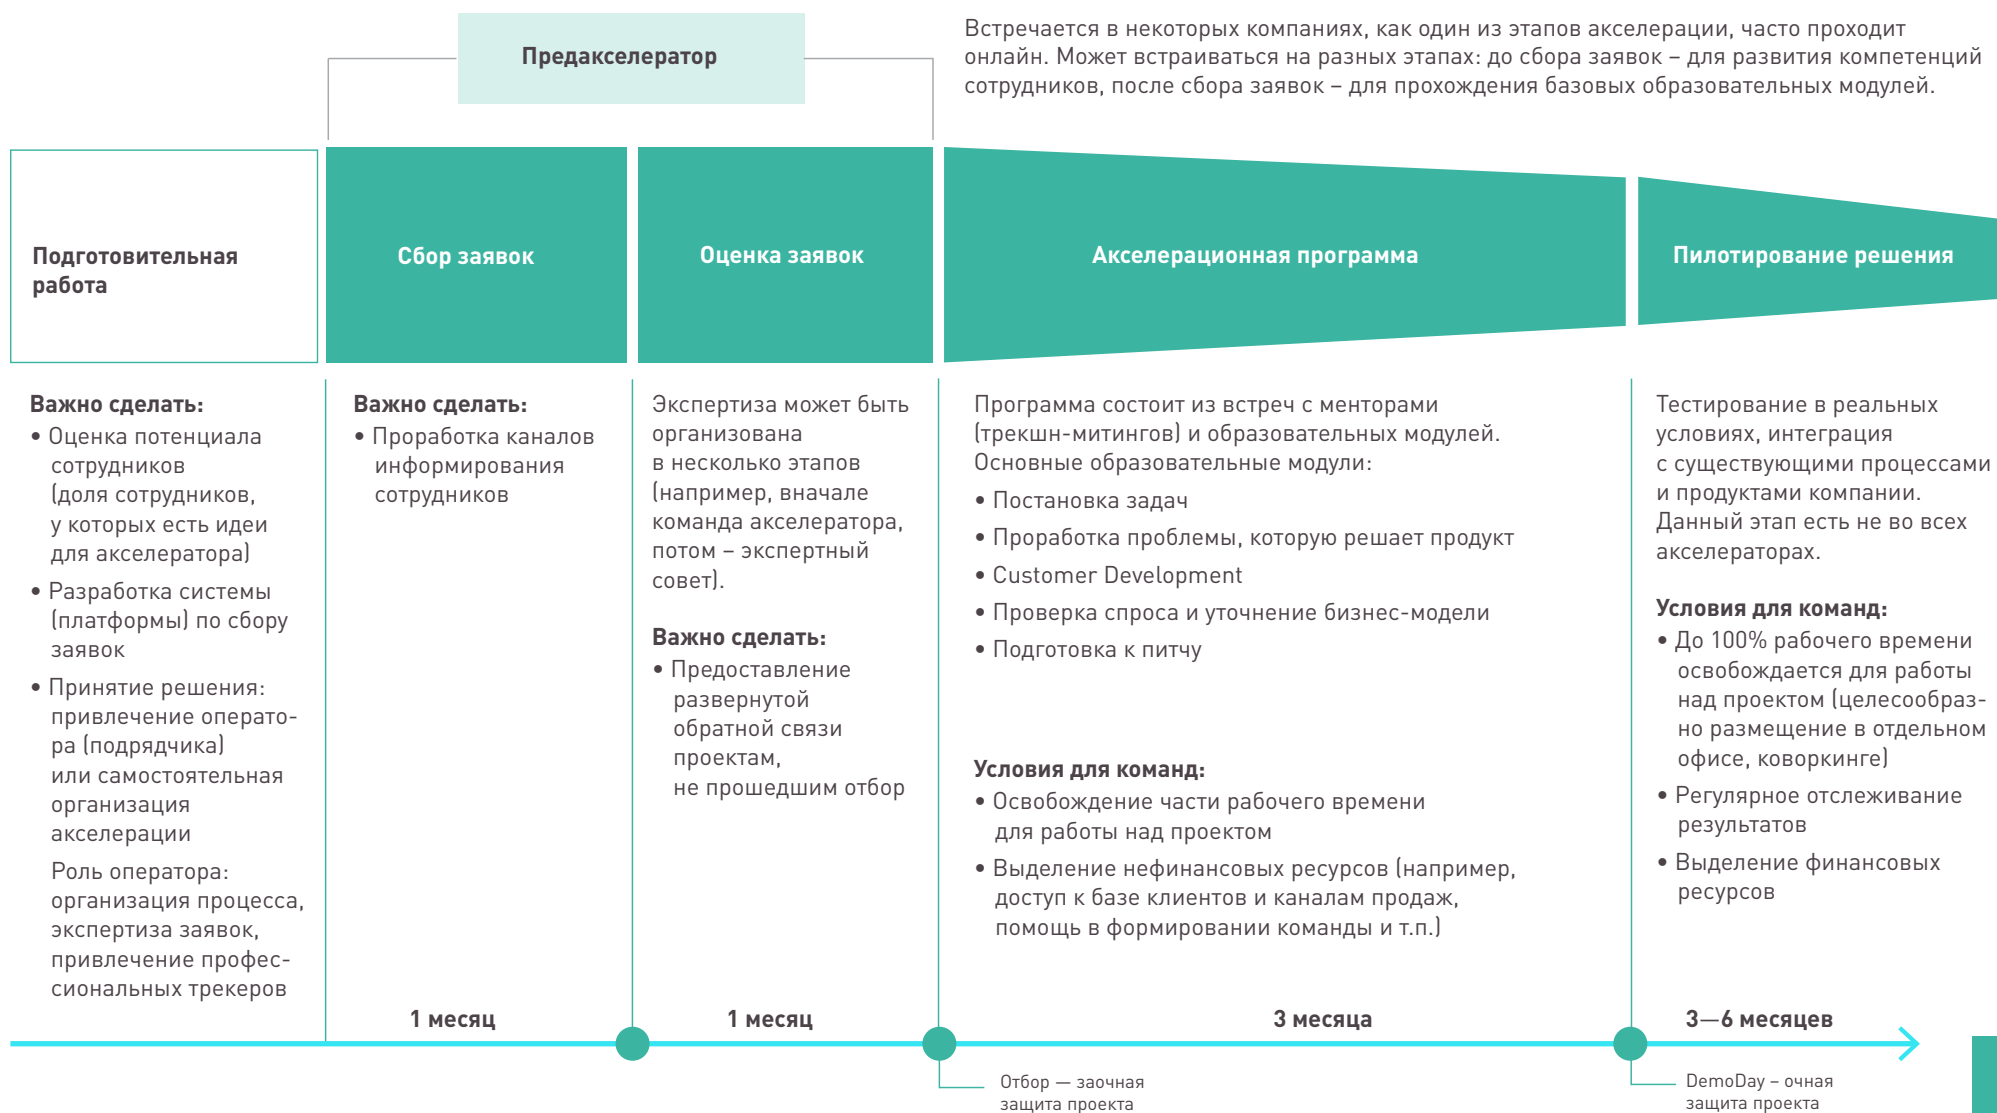 Предакселератор
Встречается в некоторых компаниях, как один из этапов акселерации, часто проходит
онлайн. Может встраиваться на разных этапах: до сбора заявок – для развития компетенций
сотрудников, после сбора заявок – для прохождения базовых образовательных модулей.
Подготовительная
работа
Сбор заявок
Оценка заявок
Акселерационная программа
Пилотирование решения
Важно сделать:
• Оценка потенциала
сотрудников
(доля сотрудников,
у которых есть идеи
для акселератора)
• Разработка системы
(платформы) по сбору
заявок
• Принятие решения:
привлечение операто-
ра (подрядчика)
или самостоятельная
организация
акселерации
Роль оператора:
организация процесса,
экспертиза заявок,
привлечение профес-
сиональных трекеров
Важно сделать:
• Проработка каналов
информирования
сотрудников
1 месяц
Экспертиза может быть
организована
в несколько этапов
(например, вначале
команда акселератора,
потом – экспертный
совет).
Важно сделать:
• Предоставление
развернутой
обратной связи
проектам,
не прошедшим отбор
1 месяц
Программа состоит из встреч с менторами
(трекшн-митингов) и образовательных модулей.
Основные образовательные модули:
• Постановка задач
• Проработка проблемы, которую решает продукт
• Customer Development
• Проверка спроса и уточнение бизнес-модели
• Подготовка к питчу
Условия для команд:
• Освобождение части рабочего времени
для работы над проектом
• Выделение нефинансовых ресурсов (например,
доступ к базе клиентов и каналам продаж,
помощь в формировании команды и т.п.)
3 месяца
Тестирование в реальных
условиях, интеграция
с существующими процессами
и продуктами компании.
Данный этап есть не во всех
акселераторах.
Условия для команд:
• До 100% рабочего времени
освобождается для работы
над проектом (целесообраз-
но размещение в отдельном
офисе, коворкинге)
• Регулярное отслеживание
результатов
• Выделение финансовых
ресурсов
3—6 месяцев
Отбор — заочная
защита проекта
DemoDay – очная
защита проекта